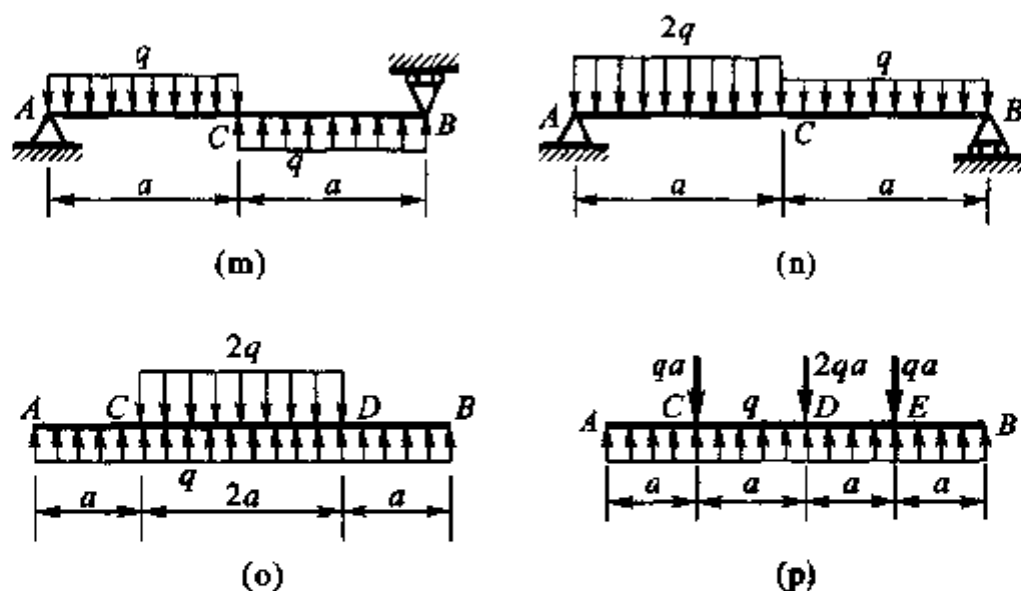 q
A
C
B
q
a a
(m)
2q
q
A
C
B
a a
(n)
2q
A C D B
q
a 2a a
(o)
qa 2qa qa
A C q D E B
a a a a
(p)